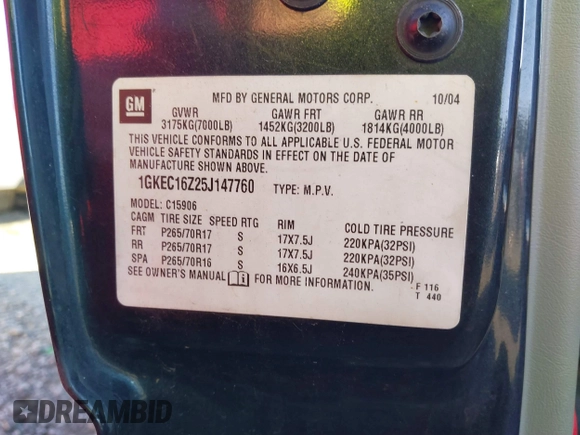 GM
MFD BY GENERAL MOTORS CORP. 10/04
GVWR GAWR FRT GAWR RR
3175KG(7000LB) 1452KG(3200LB) 1814KG(4000LB)
THIS VEHICLE CONFORMS TO ALL APPLICABLE U.S. FEDERAL MOTOR
VEHICLE SAFETY STANDARDS IN EFFECT ON THE DATE OF
MANUFACTURE SHOWN ABOVE.
1GKEC16Z25J147760 TYPE: M.P.V.
MODEL: C15906
CAGM TIRE SIZE SPEED RTG RIM COLD TIRE PRESSURE
FRT P265/70R17 S 17X7.5J 220KPA(32PSI)
RR P265/70R17 S 17X7.5J 220KPA(32PSI)
SPA P265/70R16 S 16X6.5J 240KPA(35PSI)
SEE OWNER'S MANUAL FOR MORE INFORMATION.
F 116
T 440
DREAMBID